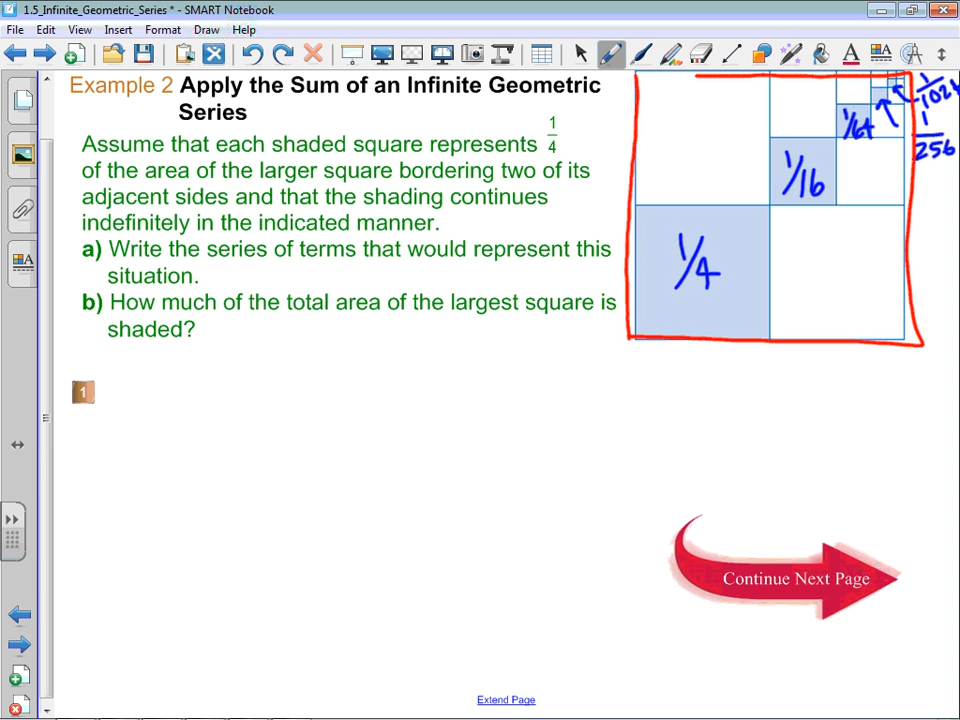 1.5_Infinite_Geometric_Series * - SMART Notebook
File Edit View Insert Format Draw Help
Example 2 Apply the Sum of an Infinite Geometric
Series
Assume that each shaded square represents 1/4
of the area of the larger square bordering two of its
adjacent sides and that the shading continues
indefinitely in the indicated manner.
a) Write the series of terms that would represent this
situation.
b) How much of the total area of the largest square is
shaded?
1/1024
1/64
1/256
1/16
1/4
1
Continue Next Page
Extend Page